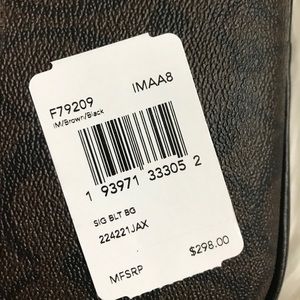 F79209 IMAA8
IM/Brown/Black
1 93971 33305 2
SIG BLT BG
224221JAX
MFSRP $298.00